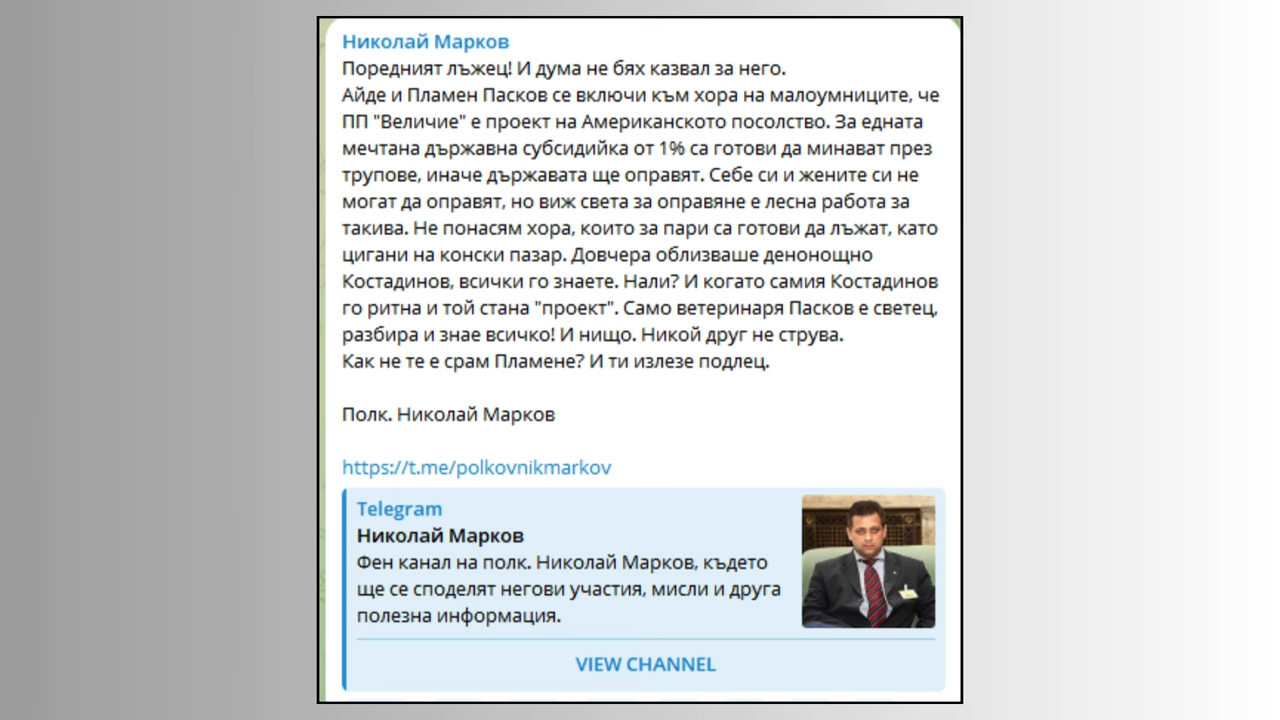 Николай Марков
Поредният лъжец! И дума не бях казвал за него.
Айде и Пламен Пасков се включи към хора на малоумниците, че
ПП "Величие" е проект на Американското посолство. За едната
мечтана държавна субсидийка от 1% са готови да минават през
трупове, иначе държавата ще оправят. Себе си и жените си не
могат да оправят, но виж света за оправяне е лесна работа за
такива. Не понасям хора, които за пари са готови да лъжат, като
цигани на конски пазар. Довчера облизваше денонощно
Костадинов, всички го знаете. Нали? И когато самия Костадинов
го ритна и той стана "проект". Само ветеринаря Пасков е светец,
разбира и знае всичко! И нищо. Никой друг не струва.
Как не те е срам Пламене? И ти излезе подлец.
Полк. Николай Марков
https://t.me/polkovnikmarkov
Telegram
Николай Марков
Фен канал на полк. Николай Марков, където
ще се споделят негови участия, мисли и друга
полезна информация.
VIEW CHANNEL